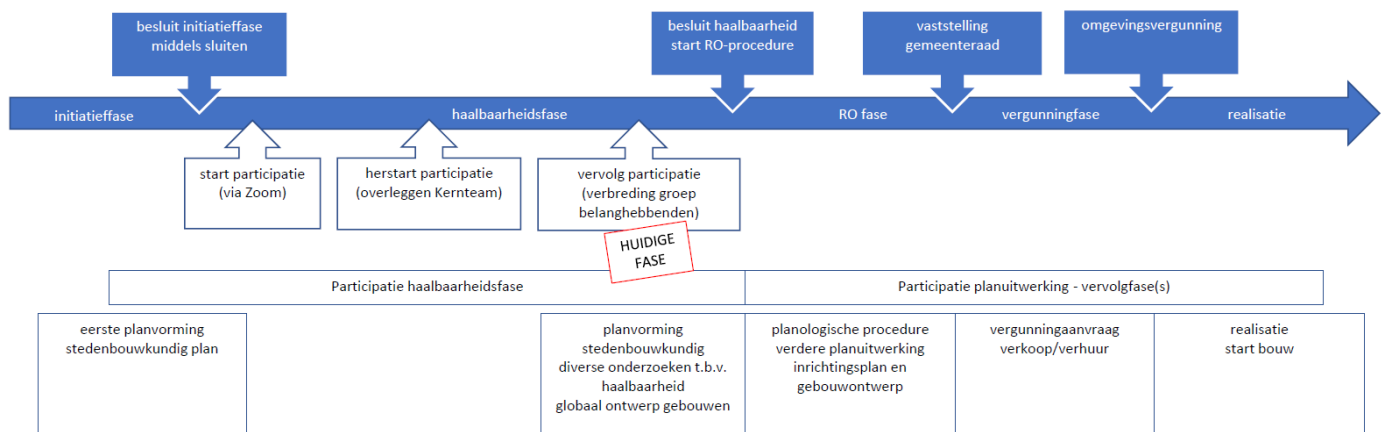 besluit initiatieffase
middels sluiten
besluit haalbaarheid
start RO-procedure
vaststelling
gemeenteraad
omgevingsvergunning
initiatieffase
haalbaarheidsfase
RO fase
vergunningfase
realisatie
start participatie
(via Zoom)
herstart participatie
(overleggen Kernteam)
vervolg participatie
(verbreding groep
belanghebbenden)
HUIDIGE
FASE
Participatie haalbaarheidsfase
Participatie planuitwerking - vervolgfase(s)
eerste planvorming
stedenbouwkundig plan
planvorming
stedenbouwkundig
diverse onderzoeken t.b.v.
haalbaarheid
globaal ontwerp gebouwen
planologische procedure
verdere planuitwerking
inrichtingsplan en
gebouwontwerp
vergunningaanvraag
verkoop/verhuur
realisatie
start bouw